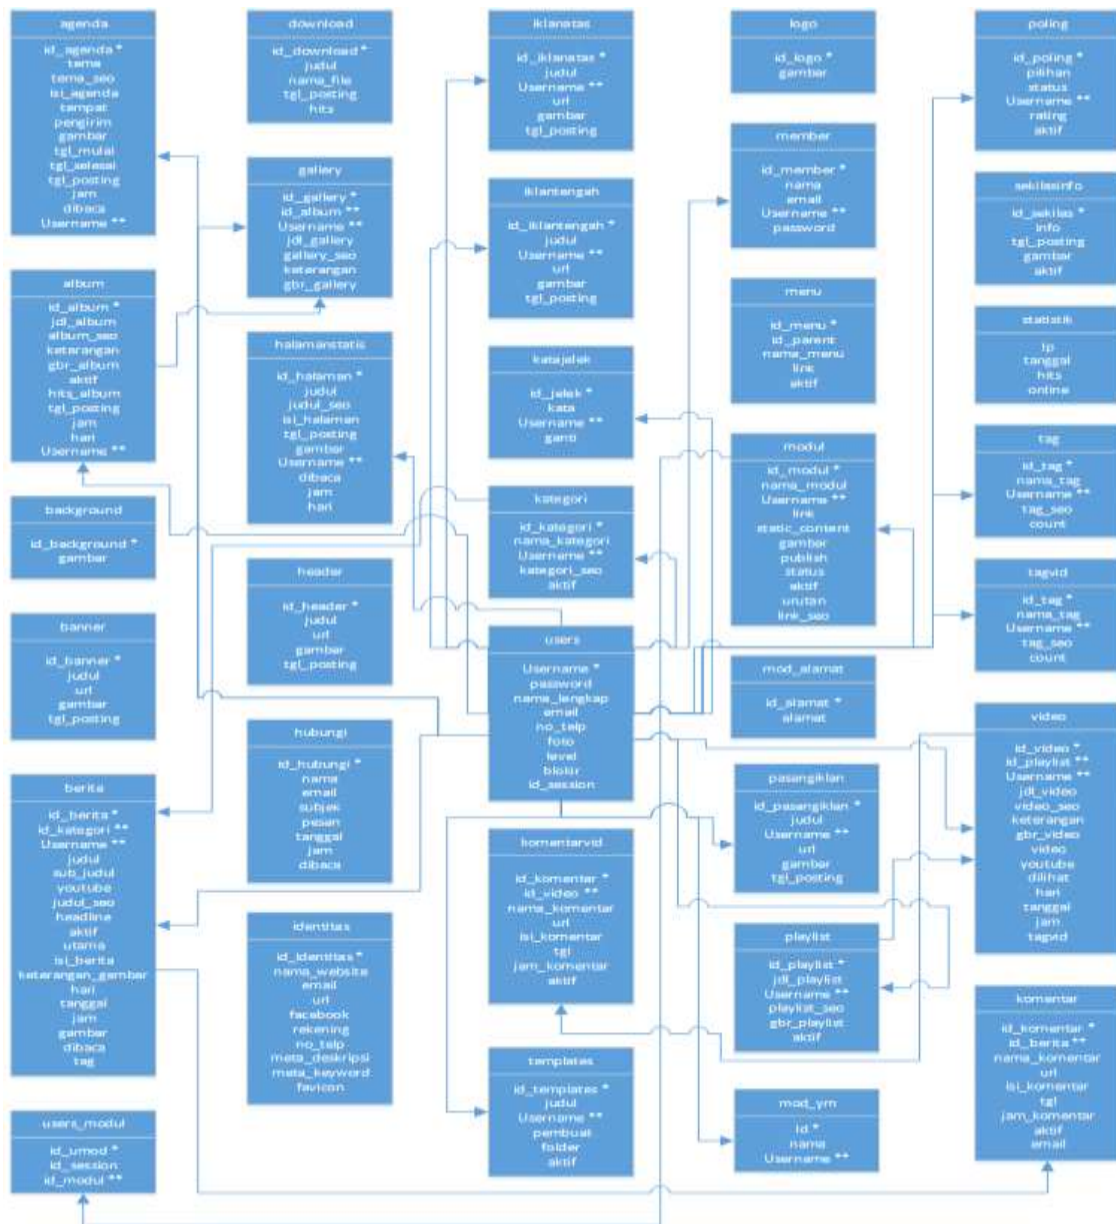 agenda
id_agenda *
tema
tema_seo
isi_agenda
tempat
pengirim
gambar
tgl_mulai
tgl_selesai
tgl_posting
jam
dibaca
Username **
album
id_album *
jdl_album
album_seo
keterangan
gbr_album
aktif
hits_album
tgl_posting
jam
hari
Username **
background
id_background *
gambar
banner
id_banner *
judul
url
gambar
tgl_posting
berita
id_berita *
id_kategori **
Username **
judul
sub_judul
youtube
judul_seo
headline
aktif
utama
isi_berita
keterangan_gambar
hari
tanggal
jam
gambar
dibaca
tag
users_modul
id_umod *
id_session
id_modul **
download
id_download *
judul
nama_file
tgl_posting
hits
gallery
id_gallery *
id_album **
Username **
jdl_gallery
gallery_seo
keterangan
gbr_gallery
halamanstatis
id_halaman *
judul
judul_seo
isi_halaman
tgl_posting
gambar
Username **
dibaca
jam
hari
header
id_header *
judul
url
gambar
tgl_posting
hubungi
id_hubungi *
nama
email
subjek
pesan
tanggal
jam
dibaca
identitas
id_identitas *
nama_website
email
url
facebook
rekening
no_telp
meta_deskripsi
meta_keyword
favicon
iklanatas
id_iklanatas *
judul
Username **
url
gambar
tgl_posting
iklantengah
id_iklantengah *
judul
Username **
url
gambar
tgl_posting
katajelek
id_jelek *
kata
Username **
ganti
kategori
id_kategori *
nama_kategori
Username **
kategori_seo
aktif
users
Username *
password
nama_lengkap
email
no_telp
foto
level
blokir
id_session
komentarvid
id_komentar *
id_video **
nama_komentar
url
isi_komentar
tgl
jam_komentar
aktif
templates
id_templates *
judul
Username **
pembuat
folder
aktif
logo
id_logo *
gambar
member
id_member *
nama
email
Username **
password
menu
id_menu *
id_parent
nama_menu
link
aktif
modul
id_modul *
nama_modul
Username **
link
static_content
gambar
publish
status
aktif
urutan
link_seo
mod_alamat
id_alamat *
alamat
pasangiklan
id_pasangiklan *
judul
Username **
url
gambar
tgl_posting
playlist
id_playlist *
jdl_playlist
Username **
playlist_seo
gbr_playlist
aktif
mod_ym
id *
nama
Username **
poling
id_poling *
pilihan
status
Username **
rating
aktif
sekilasinfo
id_sekilas *
info
tgl_posting
gambar
aktif
statistik
ip
tanggal
hits
online
tag
id_tag *
nama_tag
Username **
tag_seo
count
tagvid
id_tag *
nama_tag
Username **
tag_seo
count
video
id_video *
id_playlist **
Username **
jdl_video
video_seo
keterangan
gbr_video
video
youtube
dilihat
hari
tanggal
jam
tagvid
komentar
id_komentar *
id_berita **
nama_komentar
url
isi_komentar
tgl
jam_komentar
aktif
email